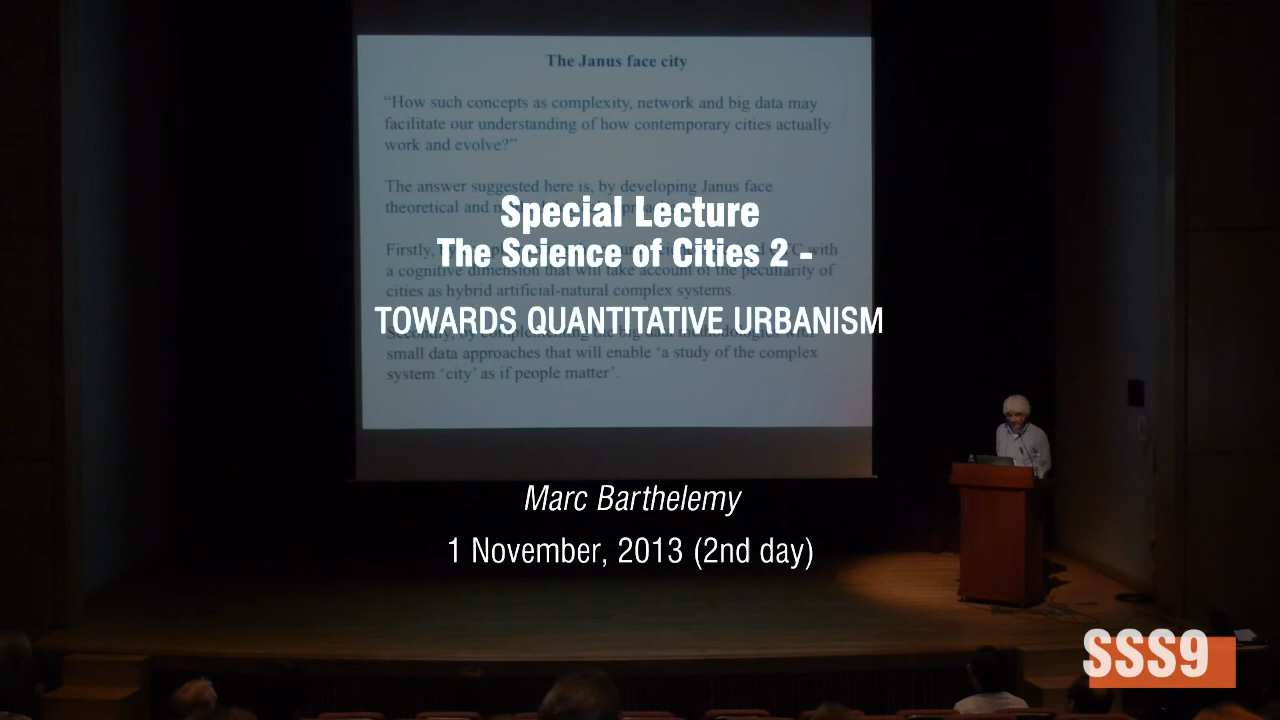 The Janus face city
“How such concepts as complexity, network and big data may
facilitate our understanding of how contemporary cities actually
work and evolve?”
The answer suggested here is, by developing Janus face
theoretical and
Special Lecture
Firstly, with
The Science of Cities 2 -
a cognitive dimension that will take account of the peculiarity of
cities as hybrid artificial-natural complex systems.
TOWARDS QUANTITATIVE URBANISM
small data approaches that will enable ‘a study of the complex
system ‘city’ as if people matter’.
Marc Barthelemy
1 November, 2013 (2nd day)
SSS9